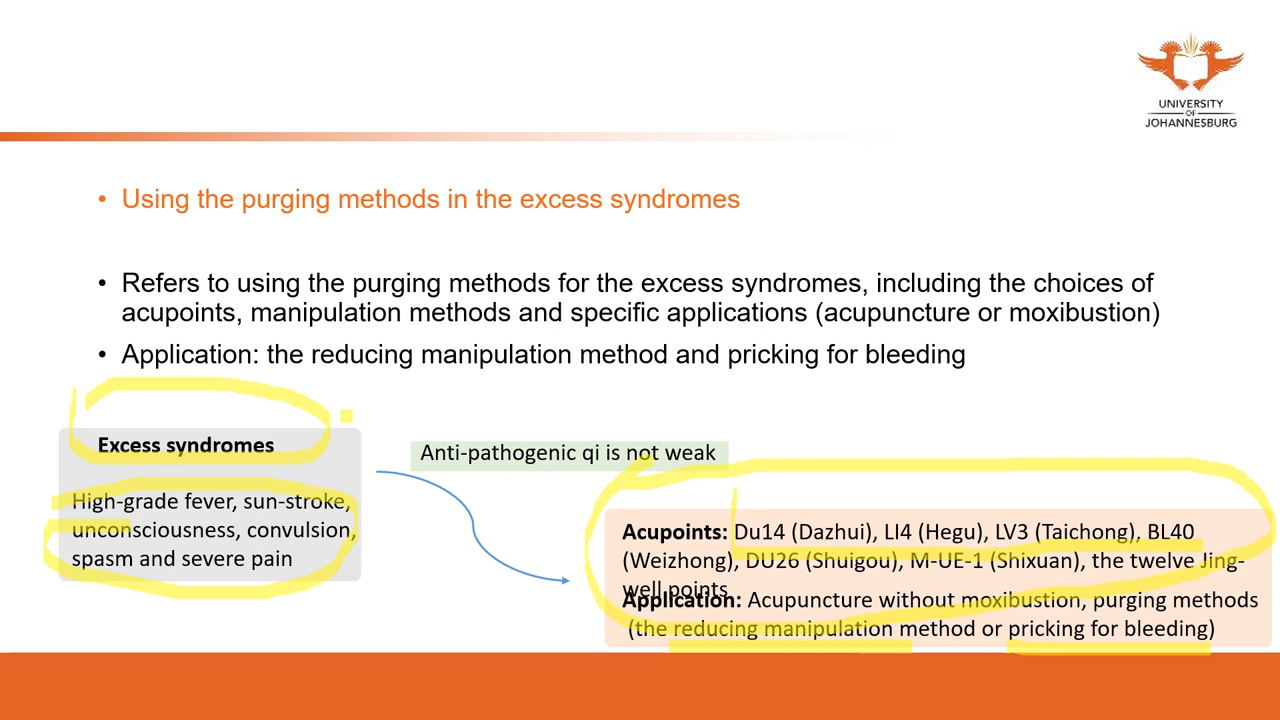 UNIVERSITY
OF
JOHANNESBURG
• Using the purging methods in the excess syndromes
• Refers to using the purging methods for the excess syndromes, including the choices of
acupoints, manipulation methods and specific applications (acupuncture or moxibustion)
• Application: the reducing manipulation method and pricking for bleeding
Excess syndromes
High-grade fever, sun-stroke,
unconsciousness, convulsion,
spasm and severe pain
Anti-pathogenic qi is not weak
Acupoints: Du14 (Dazhui), LI4 (Hegu), LV3 (Taichong), BL40
(Weizhong), DU26 (Shuigou), M-UE-1 (Shixuan), the twelve Jing-
well points
Application: Acupuncture without moxibustion, purging methods
(the reducing manipulation method or pricking for bleeding)